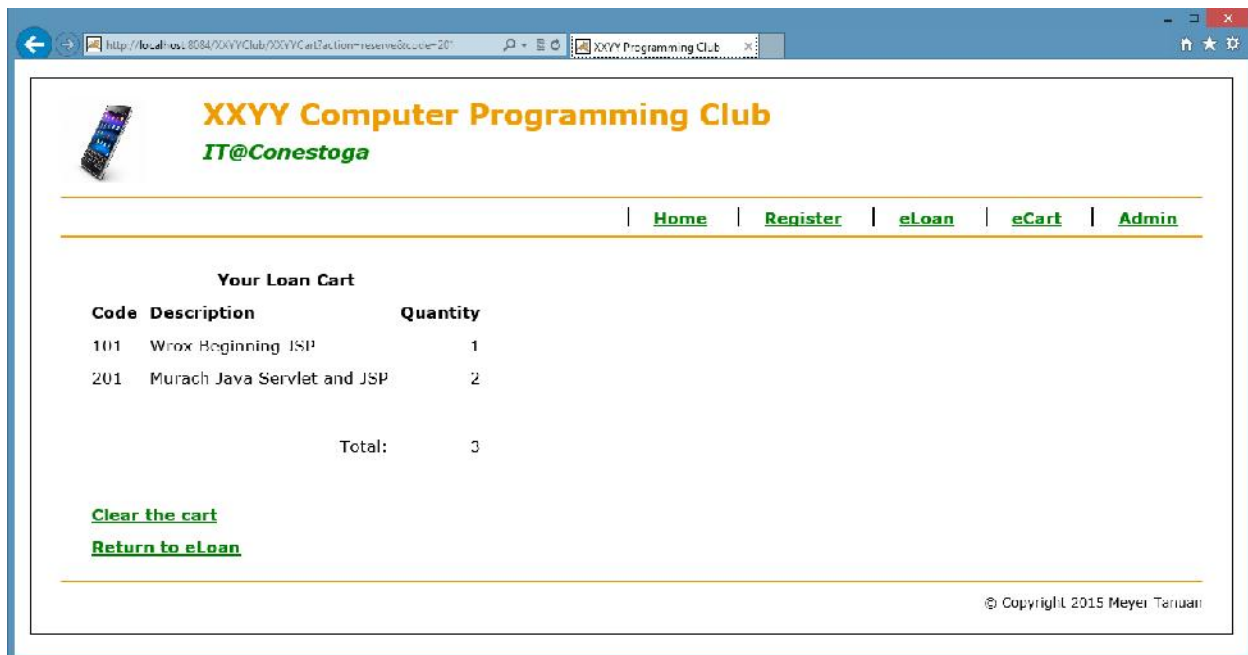 http://localhost:8084/XXYYClub/XXYYCart?action=reserve&code=201
XXYY Programming Club
XXYY Computer Programming Club
IT@Conestoga
| Home | Register | eLoan | eCart | Admin
Your Loan Cart
Code Description Quantity
101 Wrox Beginning JSP 1
201 Murach Java Servlet and JSP 2
Total: 3
Clear the cart
Return to eLoan
© Copyright 2015 Meyer Tanuan